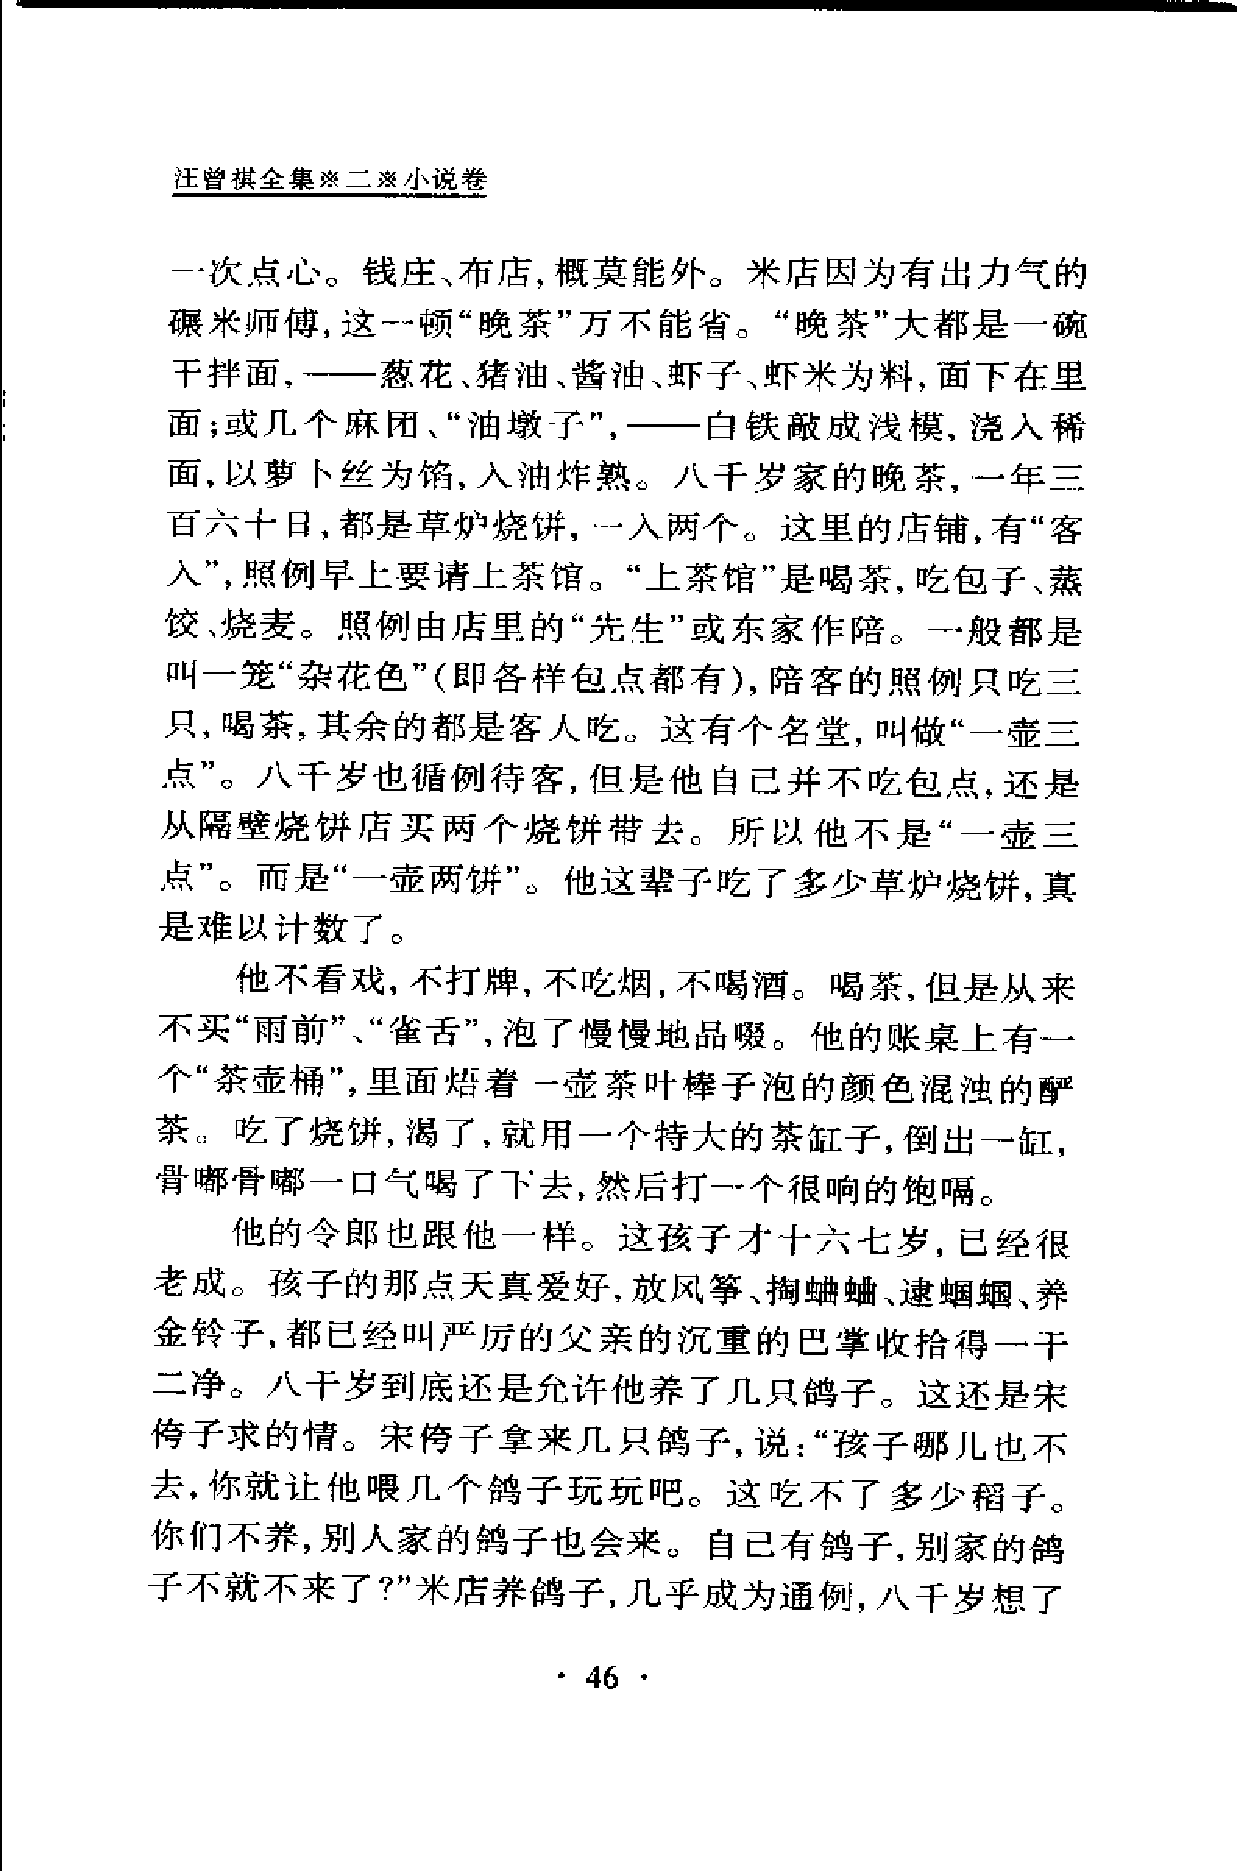 汪曾祺全集※二※小说卷
一次点心。钱庄、布店，概莫能外。米店因为有出力气的
碾米师傅，这一顿“晚茶”万不能省。“晚茶”大都是一碗
干拌面，——葱花、猪油、酱油、虾子、虾米为料，面下在里
面；或几个麻团、“油墩子”，——白铁敲成浅模，浇入稀
面，以萝卜丝为馅，入油炸熟。八千岁家的晚茶，一年三
百六十日，都是草炉烧饼，一人两个。这里的店铺，有“客
人”，照例早上要请上茶馆。“上茶馆”是喝茶，吃包子、蒸
饺、烧麦。照例由店里的“先生”或东家作陪。一般都是
叫一笼“杂花色”（即各样包点都有），陪客的照例只吃三
只，喝茶，其余的都是客人吃。这有个名堂，叫做“一壶三
点”。八千岁也循例待客，但是他自己并不吃包点，还是
从隔壁烧饼店买两个烧饼带去。所以他不是“一壶三
点”。而是“一壶两饼”。他这辈子吃了多少草炉烧饼，真
是难以计数了。
他不看戏，不打牌，不吃烟，不喝酒。喝茶，但是从来
不买“雨前”、“雀舌”，泡了慢慢地品啜。他的账桌上有一
个“茶壶桶”，里面焐着一壶茶叶棒子泡的颜色混浊的酽
茶。吃了烧饼，渴了，就用一个特大的茶缸子，倒出一缸，
骨嘟骨嘟一口气喝了下去，然后打一个很响的饱嗝。
他的令郎也跟他一样。这孩子才十六七岁，已经很
老成。孩子的那点天真爱好，放风筝、掏蛐蛐、逮蝈蝈、养
金铃子，都已经叫严厉的父亲的沉重的巴掌收拾得一干
二净。八千岁到底还是允许他养了几只鸽子。这还是宋
侉子求的情。宋侉子拿来几只鸽子，说：“孩子哪儿也不
去，你就让他喂几个鸽子玩玩吧。这吃不了多少稻子。
你们不养，别人家的鸽子也会来。自己有鸽子，别家的鸽
子不就不来了？”米店养鸽子，几乎成为通例，八千岁想了
· 46 ·